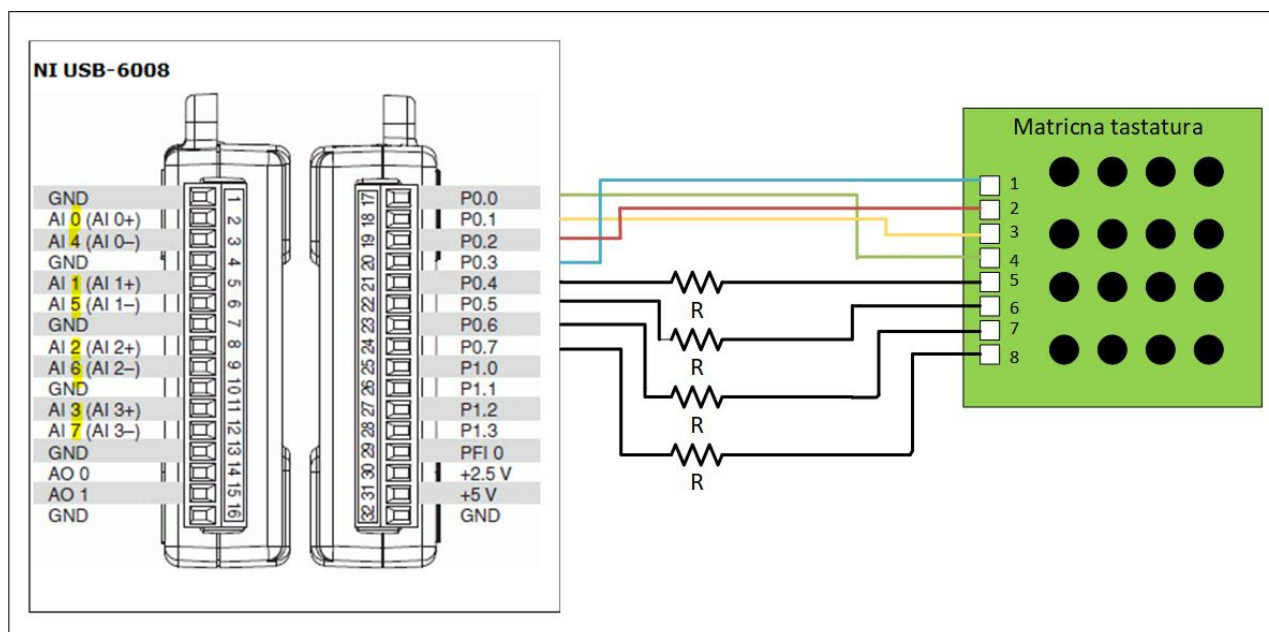 NI USB-6008
GND
AI 0 (AI 0+)
AI 4 (AI 0–)
GND
AI 1 (AI 1+)
AI 5 (AI 1–)
GND
AI 2 (AI 2+)
AI 6 (AI 2–)
GND
AI 3 (AI 3+)
AI 7 (AI 3–)
GND
AO 0
AO 1
GND
1
2
3
4
5
6
7
8
9
10
11
12
13
14
15
16
17
18
19
20
21
22
23
24
25
26
27
28
29
30
31
32
P0.0
P0.1
P0.2
P0.3
P0.4
P0.5
P0.6
P0.7
P1.0
P1.1
P1.2
P1.3
PFI 0
+2.5 V
+5 V
GND
R
R
R
R
Matricna tastatura
1
2
3
4
5
6
7
8